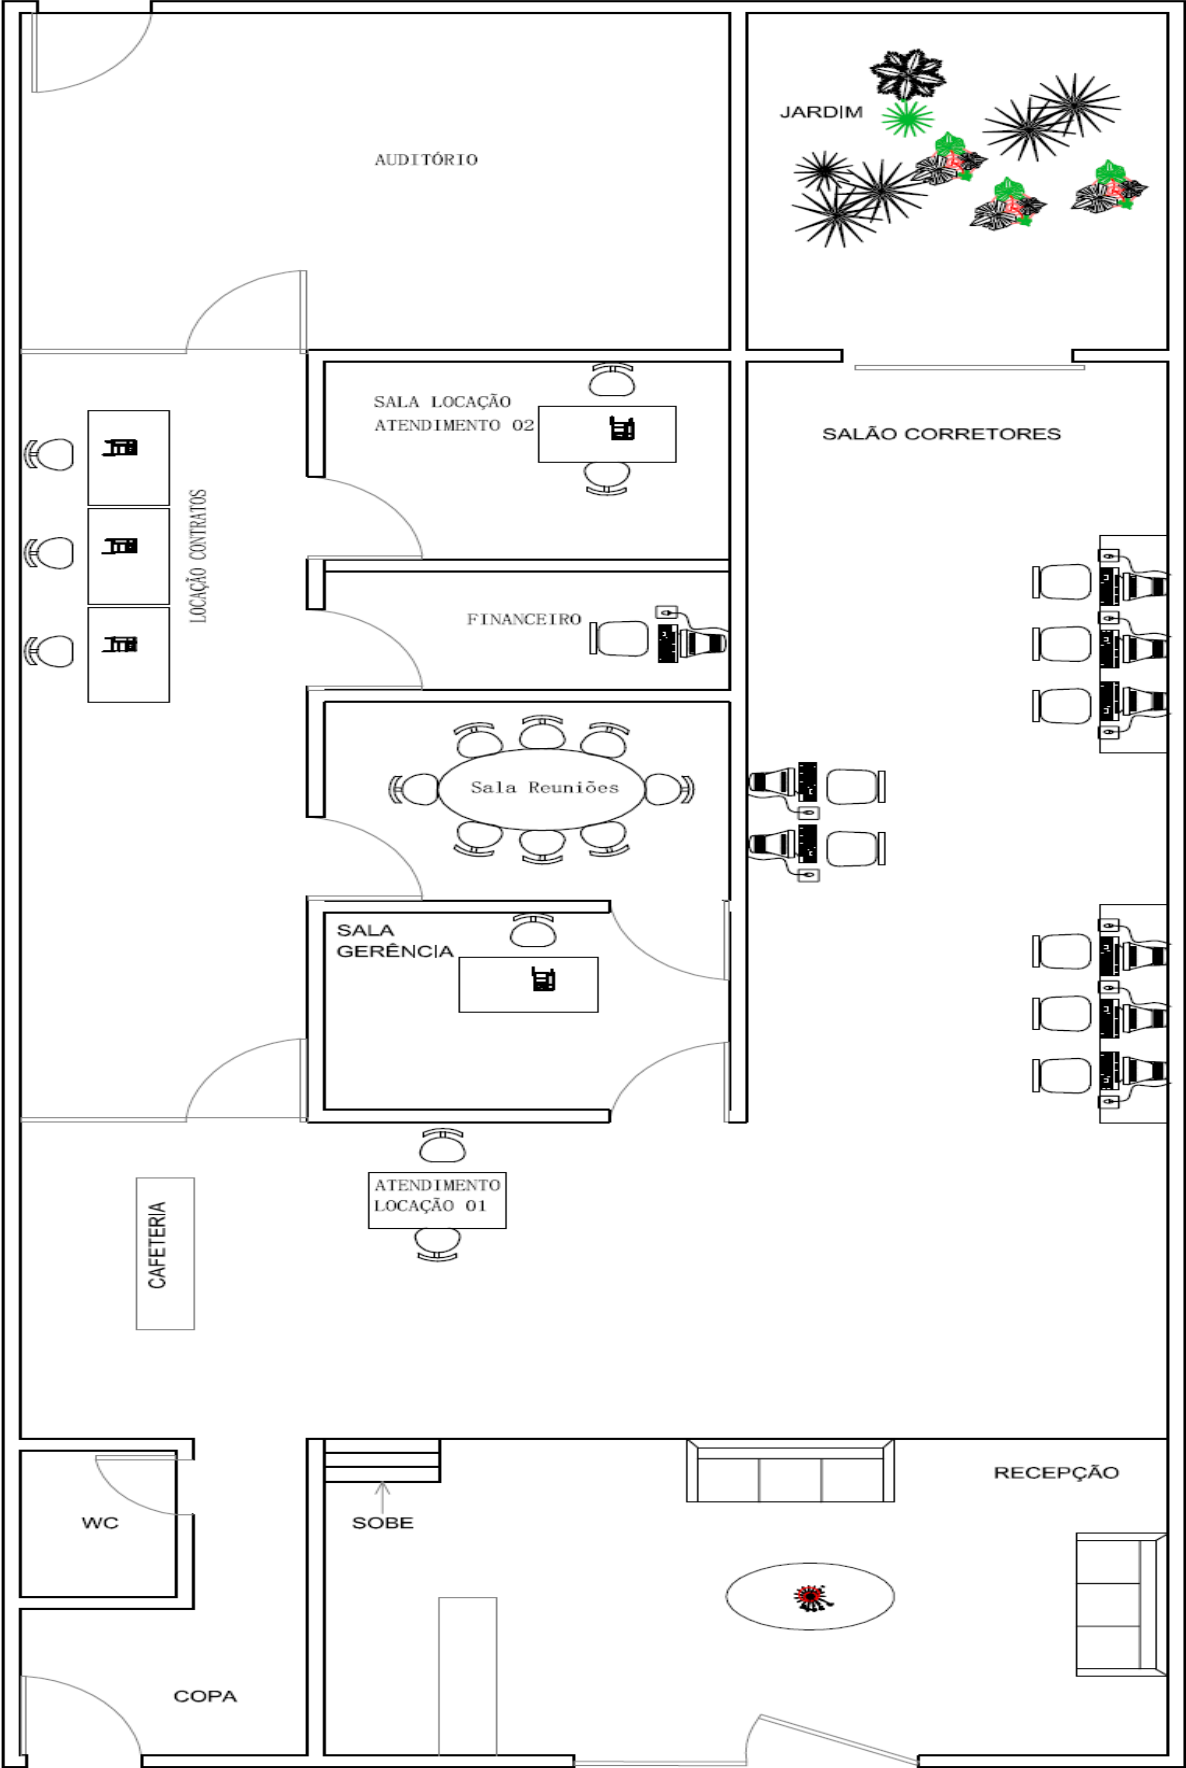 JARDIM
AUDITÓRIO
SALA LOCAÇÃO
ATENDIMENTO 02
SALÃO CORRETORES
LOCAÇÃO CONTRATOS
FINANCEIRO
Sala Reuniões
SALA
GERÊNCIA
ATENDIMENTO
LOCAÇÃO 01
CAFETERIA
RECEPÇÃO
WC
SOBE
COPA